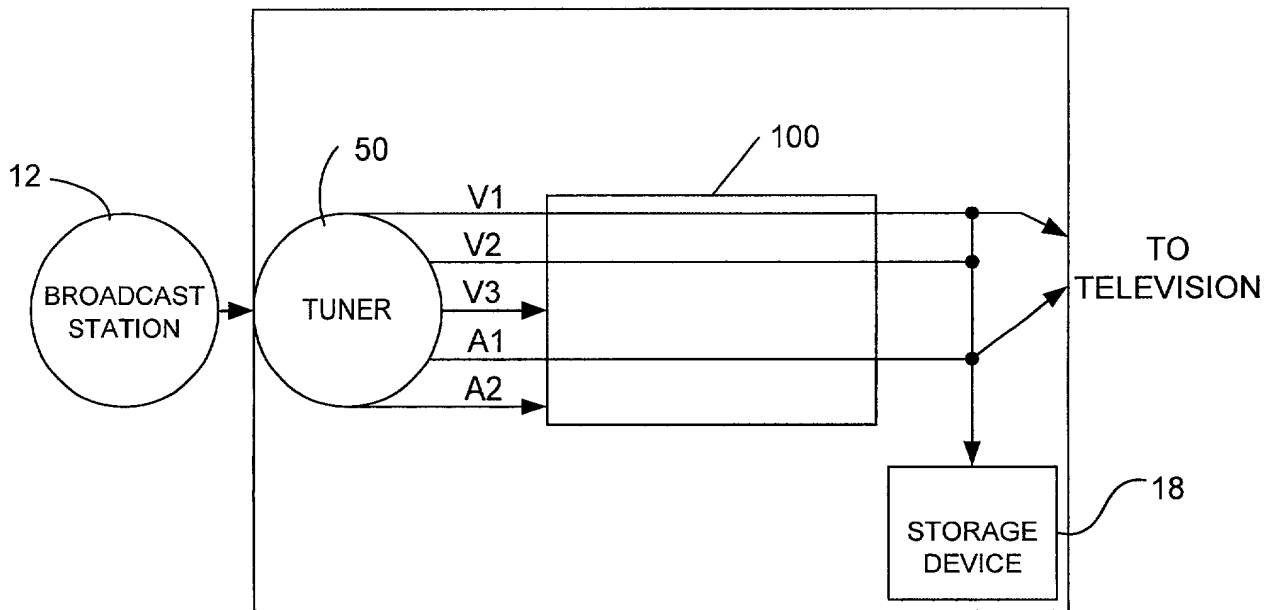 100
50
12
V1
V2
V3
A1
A2
BROADCAST
STATION
TUNER
TO
TELEVISION
18
STORAGE
DEVICE